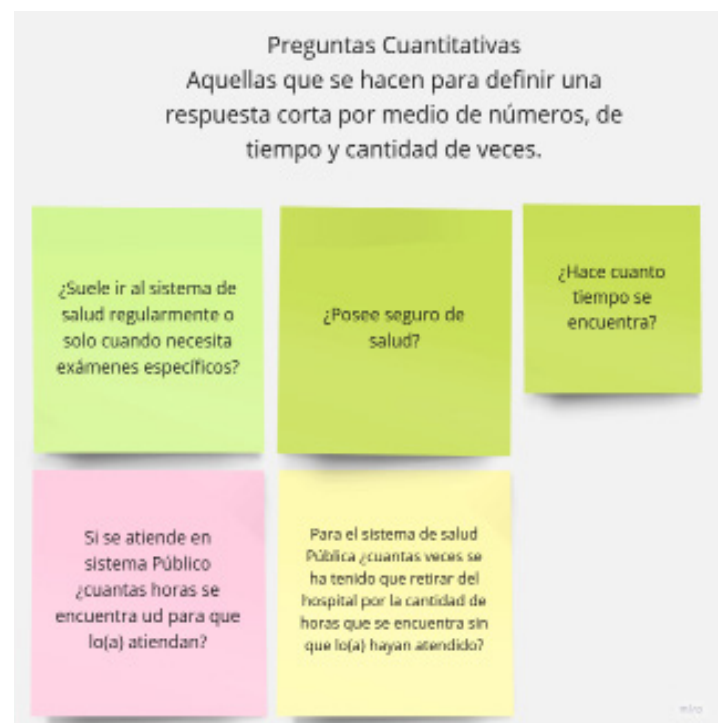 Preguntas Cuantitativas
Aquellas que se hacen para definir una
respuesta corta por medio de números, de
tiempo y cantidad de veces.
¿Suele ir al sistema de
salud regularmente o
solo cuando necesita
exámenes específicos?
¿Posee seguro de
salud?
¿Hace cuanto
tiempo se
encuentra?
Si se atiende en
sistema Público
¿cuantas horas se
encuentra ud para que
lo(a) atiendan?
Para el sistema de salud
Pública ¿cuantas veces se
ha tenido que retirar del
hospital por la cantidad de
horas que se encuentra sin
que lo(a) hayan atendido?
miro